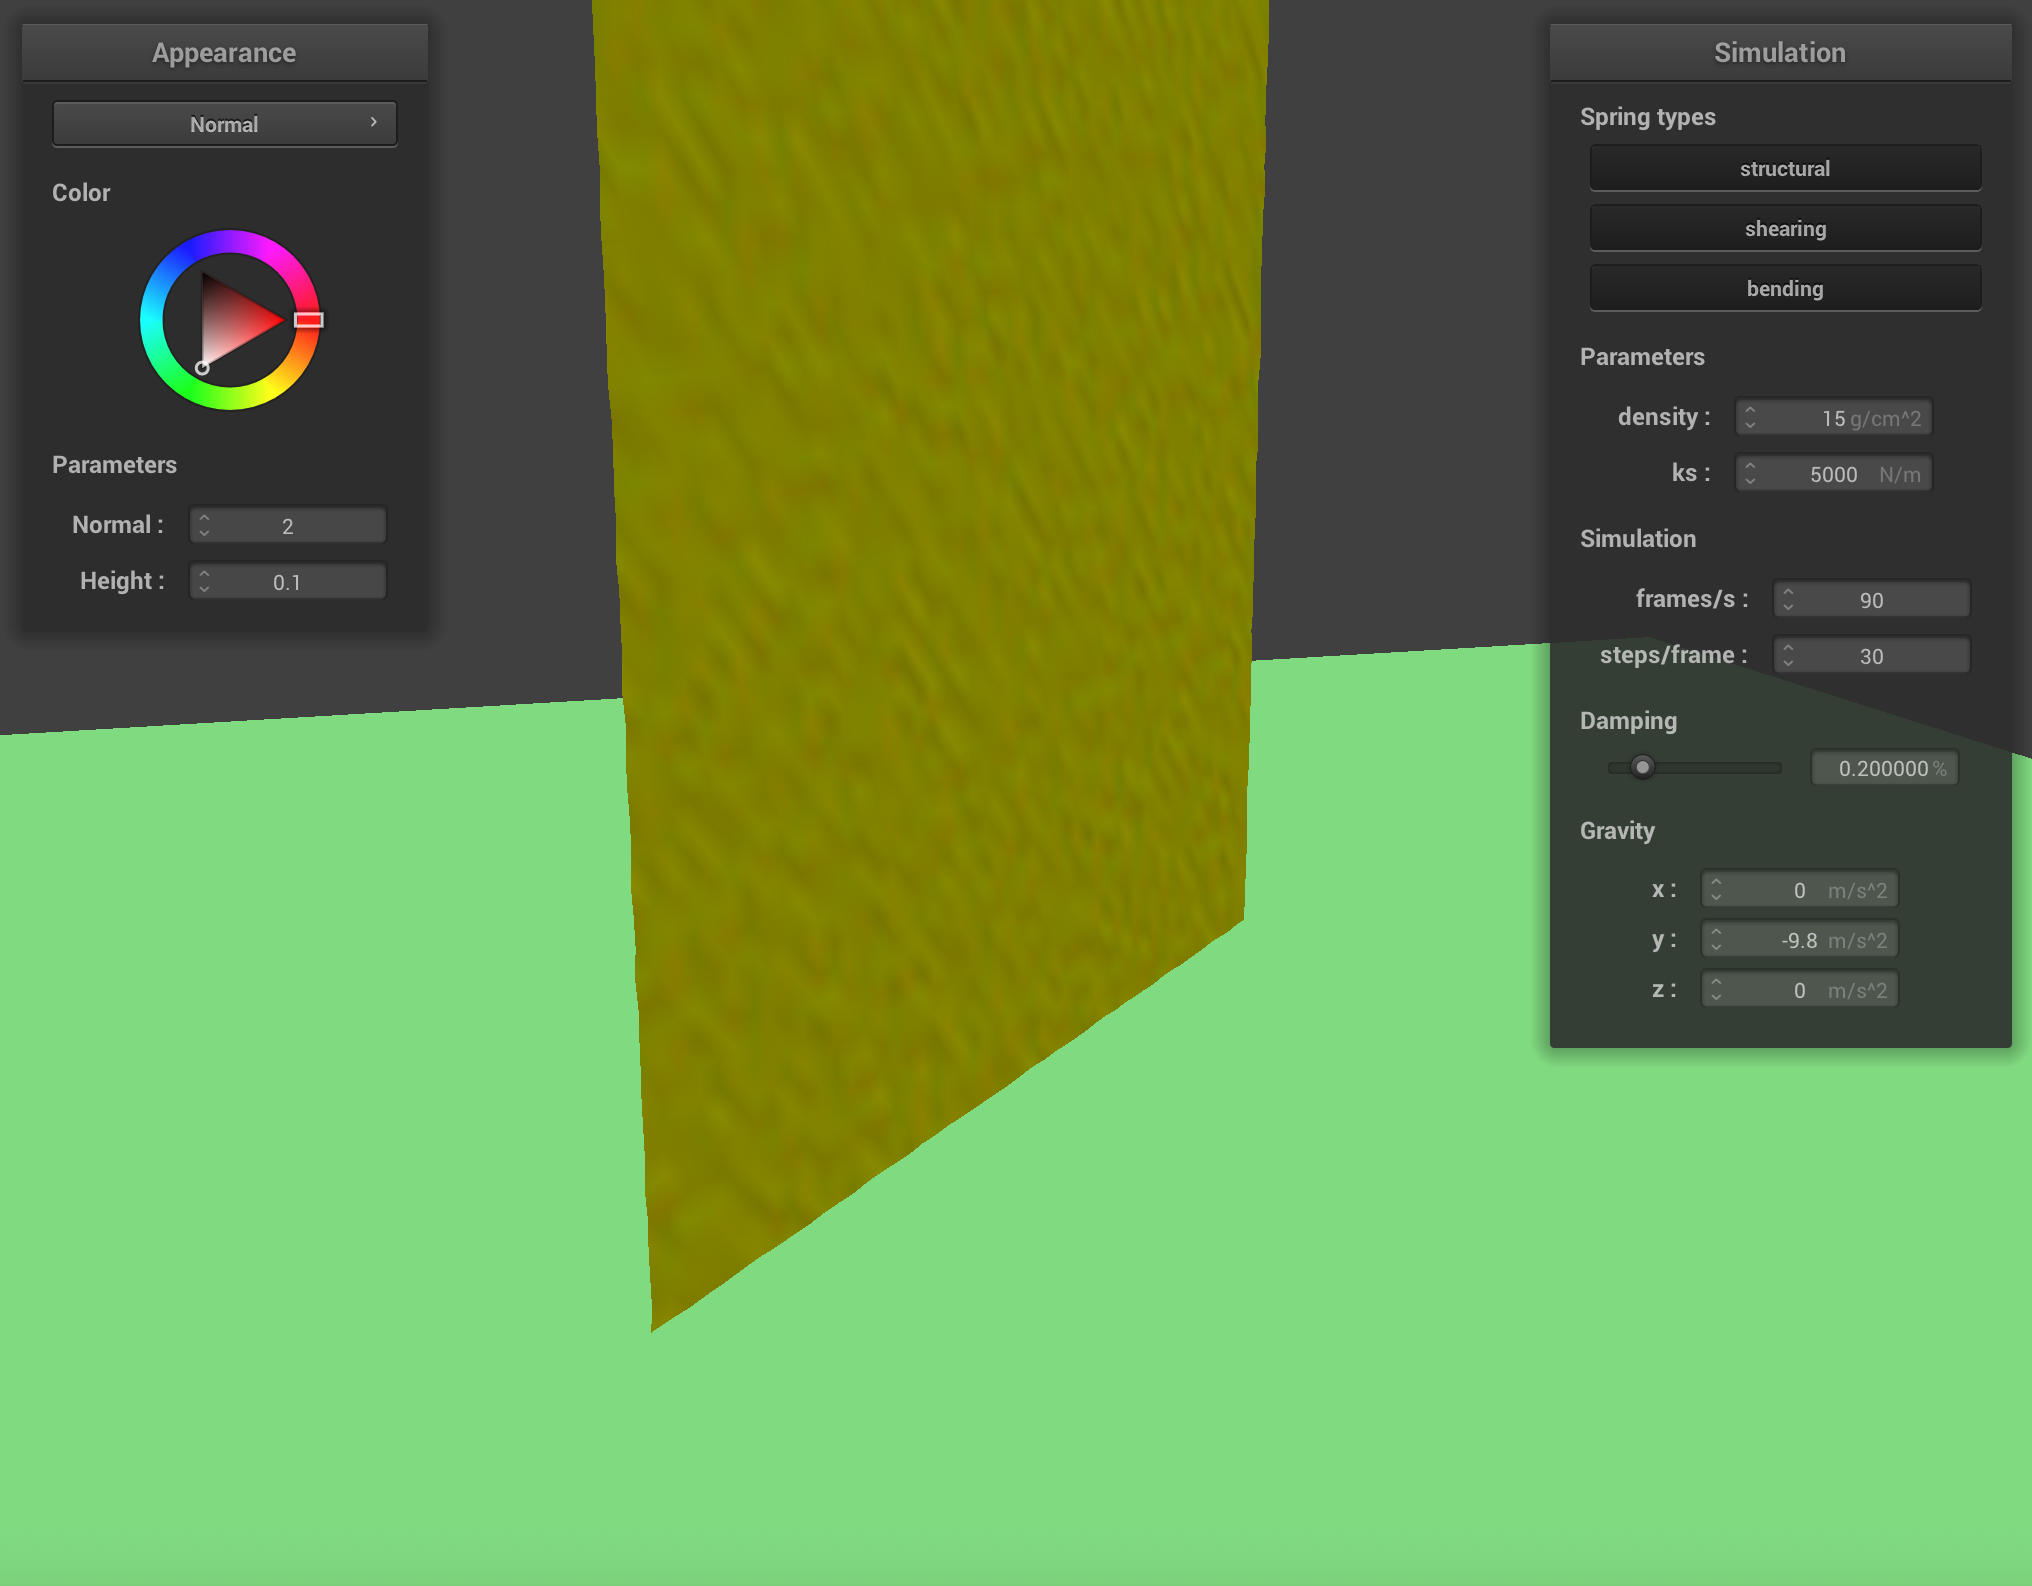 Appearance
Normal
Color
Parameters
Normal : 2
Height : 0.1
Simulation
Spring types
structural
shearing
bending
Parameters
density : 15 g/cm^2
ks : 5000 N/m
Simulation
frames/s : 90
steps/frame : 30
Damping
0.200000 %
Gravity
x : 0 m/s^2
y : -9.8 m/s^2
z : 0 m/s^2